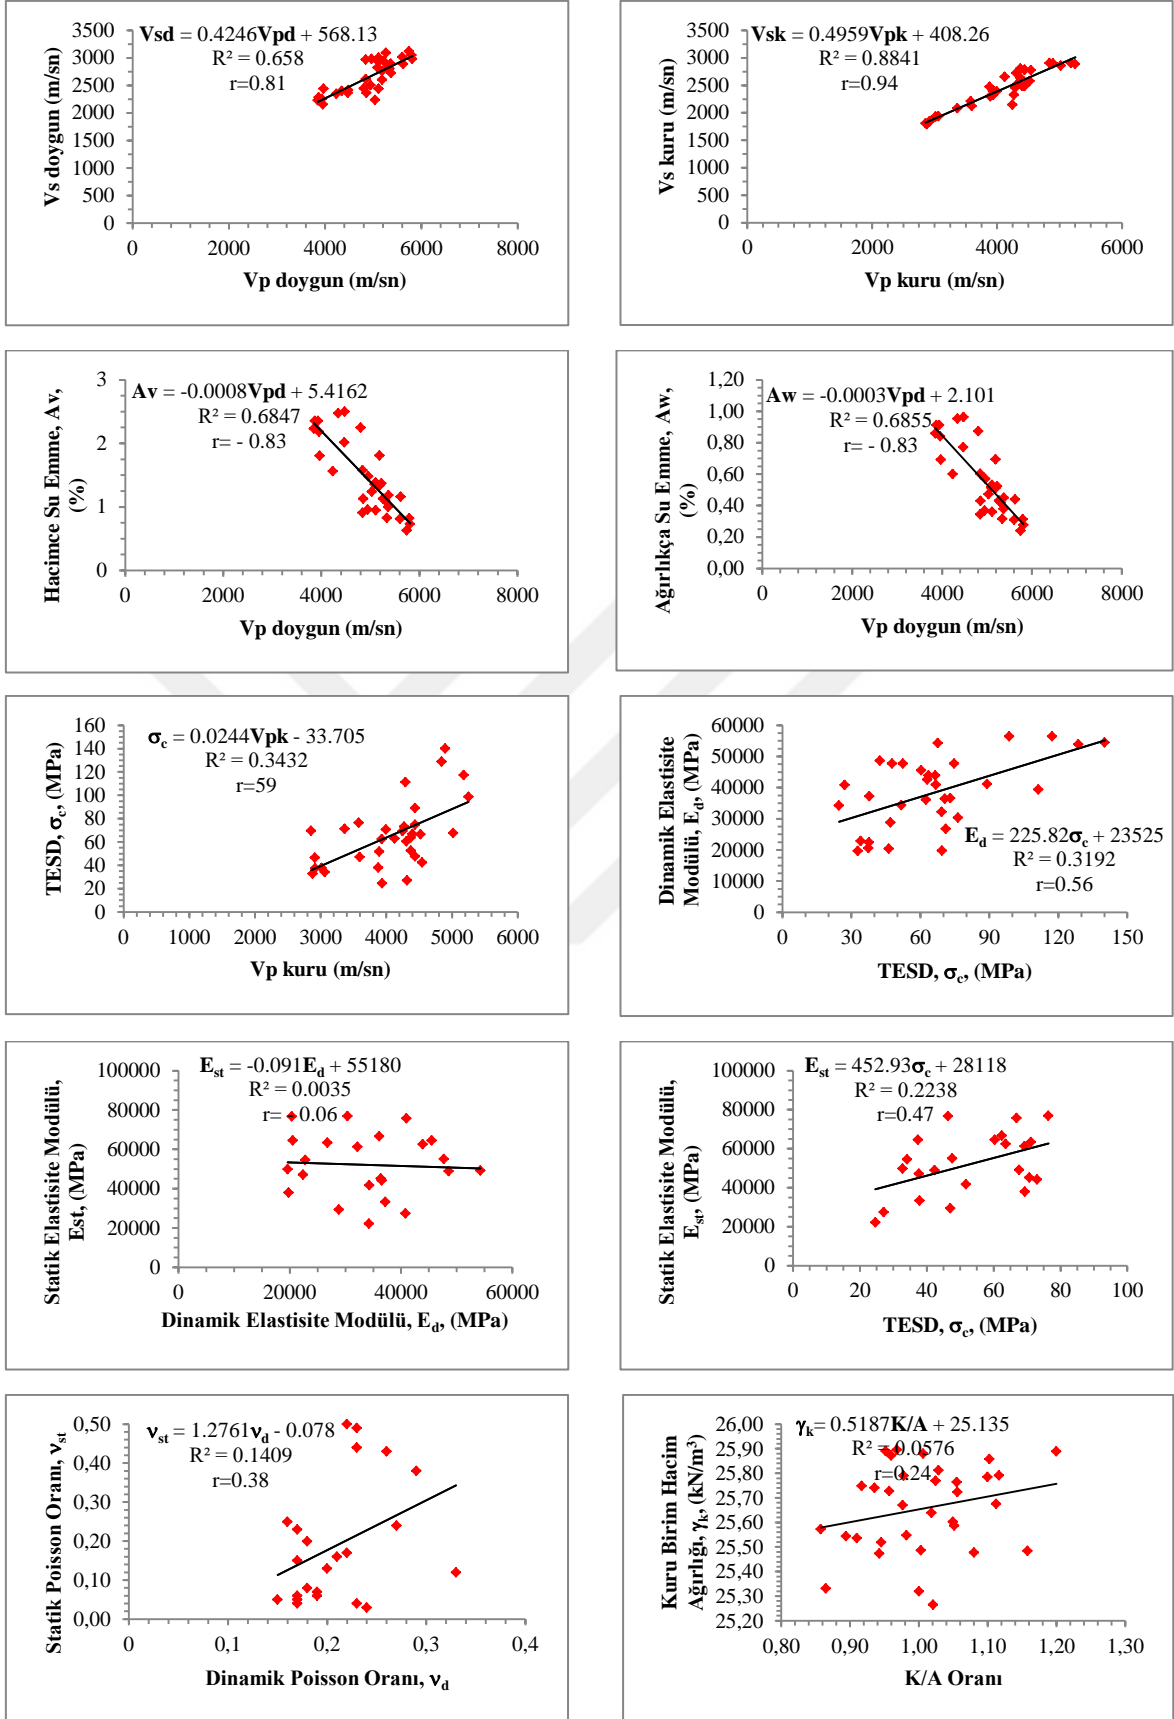 Vsd = 0.4246Vpd + 568.13
R² = 0.658
r=0.81
Vs doygun (m/sn)
3500
3000
2500
2000
1500
1000
500
0
0 2000 4000 6000 8000
Vp doygun (m/sn)
Vsk = 0.4959Vpk + 408.26
R² = 0.8841
r=0.94
Vs kuru (m/sn)
3500
3000
2500
2000
1500
1000
500
0
0 2000 4000 6000
Vp kuru (m/sn)
Av = -0.0008Vpd + 5.4162
R² = 0.6847
r= - 0.83
Hacimce Su Emme, Av,
(%)
3
2
1
0
0 2000 4000 6000 8000
Vp doygun (m/sn)
Aw = -0.0003Vpd + 2.101
R² = 0.6855
r= - 0.83
Ağırlıkça Su Emme, Aw,
(%)
1,20
1,00
0,80
0,60
0,40
0,20
0,00
0 2000 4000 6000 8000
Vp doygun (m/sn)
σc = 0.0244Vpk - 33.705
R² = 0.3432
r=59
TESD, σc, (MPa)
160
140
120
100
80
60
40
20
0
0 1000 2000 3000 4000 5000 6000
Vp kuru (m/sn)
Ed = 225.82σc + 23525
R² = 0.3192
r=0.56
Dinamik Elastisite
Modülü, Ed, (MPa)
60000
50000
40000
30000
20000
10000
0
0 30 60 90 120 150
TESD, σc, (MPa)
Est = -0.091Ed + 55180
R² = 0.0035
r= - 0.06
Statik Elastisite Modülü,
Est, (MPa)
100000
80000
60000
40000
20000
0
0 20000 40000 60000
Dinamik Elastisite Modülü, Ed, (MPa)
Est = 452.93σc + 28118
R² = 0.2238
r=0.47
Statik Elastisite Modülü,
Est, (MPa)
100000
80000
60000
40000
20000
0
0 20 40 60 80 100
TESD, σc, (MPa)
νst = 1.2761νd - 0.078
R² = 0.1409
r=0.38
Statik Poisson Oranı, νst
0,50
0,40
0,30
0,20
0,10
0,00
0 0,1 0,2 0,3 0,4
Dinamik Poisson Oranı, νd
γk= 0.5187K/A + 25.135
R² = 0.0576
r=0.24
Kuru Birim Hacim
Ağırlığı, γk, (kN/m³)
26,00
25,90
25,80
25,70
25,60
25,50
25,40
25,30
25,20
0,80 0,90 1,00 1,10 1,20 1,30
K/A Oranı